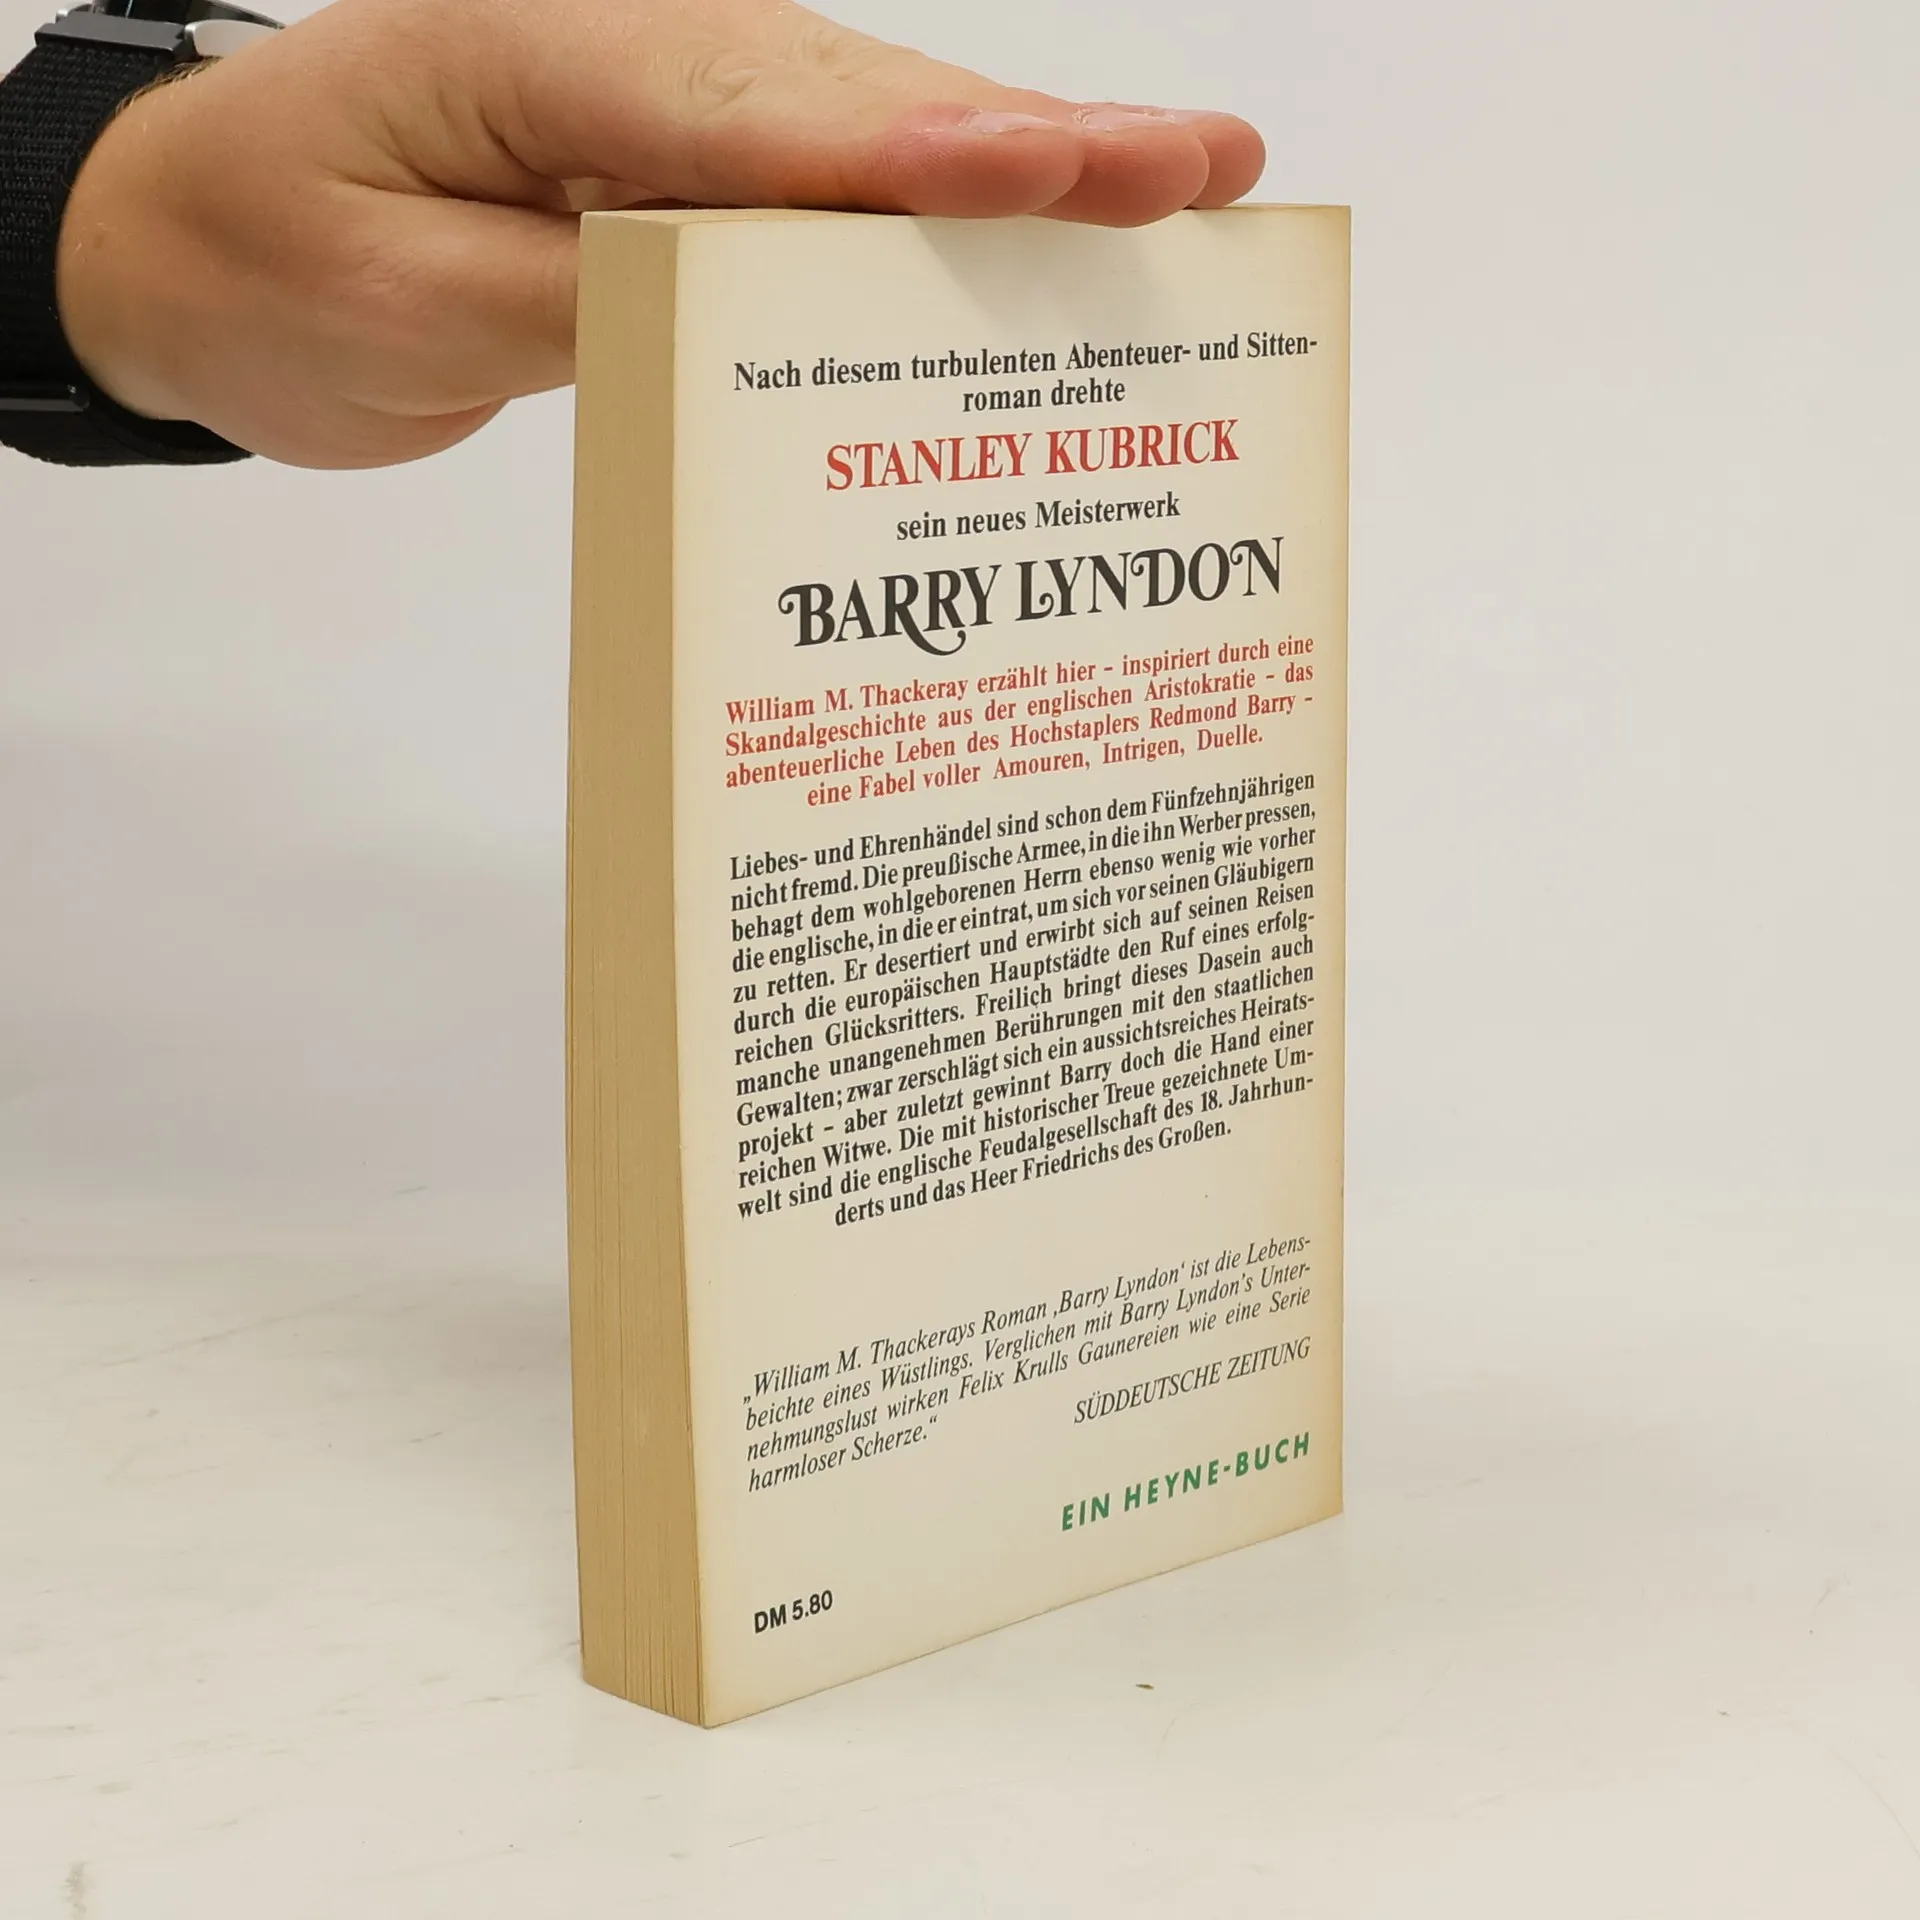 Nach diesem turbulenten Abenteuer- und Sitten-
roman drehte
STANLEY KUBRICK
sein neues Meisterwerk
BARRY LYNDON
William M. Thackeray erzählt hier – inspiriert durch eine
Skandalgeschichte aus der englischen Aristokratie – das
abenteuerliche Leben des Hochstaplers Redmond Barry –
eine Fabel voller Amouren, Intrigen, Duelle.
Liebes- und Ehrenhändel sind schon dem Fünfzehnjährigen
nicht fremd. Die preußische Armee, in die ihn Werber pressen,
behagt dem wohlgeborenen Herrn ebenso wenig wie vorher
die englische, in die er eintrat, um sich vor seinen Gläubigern
zu retten. Er desertiert und erwirbt sich auf seinen Reisen
durch die europäischen Hauptstädte den Ruf eines erfolg-
reichen Glücksritters. Freilich bringt dieses Dasein auch
manche unangenehmen Berührungen mit den staatlichen
Gewalten; zwar zerschlägt sich ein aussichtsreiches Heirats-
projekt – aber zuletzt gewinnt Barry doch die Hand einer
reichen Witwe. Die mit historischer Treue gezeichnete Um-
welt sind die englische Feudalgesellschaft des 18. Jahrhun-
derts und das Heer Friedrichs des Großen.
„William M. Thackerays Roman ‚Barry Lyndon‘ ist die Lebens-
beichte eines Wüstlings. Verglichen mit Barry Lyndon's Unter-
nehmungslust wirken Felix Krulls Gaunereien wie eine Serie
harmloser Scherze.“
SÜDDEUTSCHE ZEITUNG
EIN HEYNE-BUCH
DM 5.80